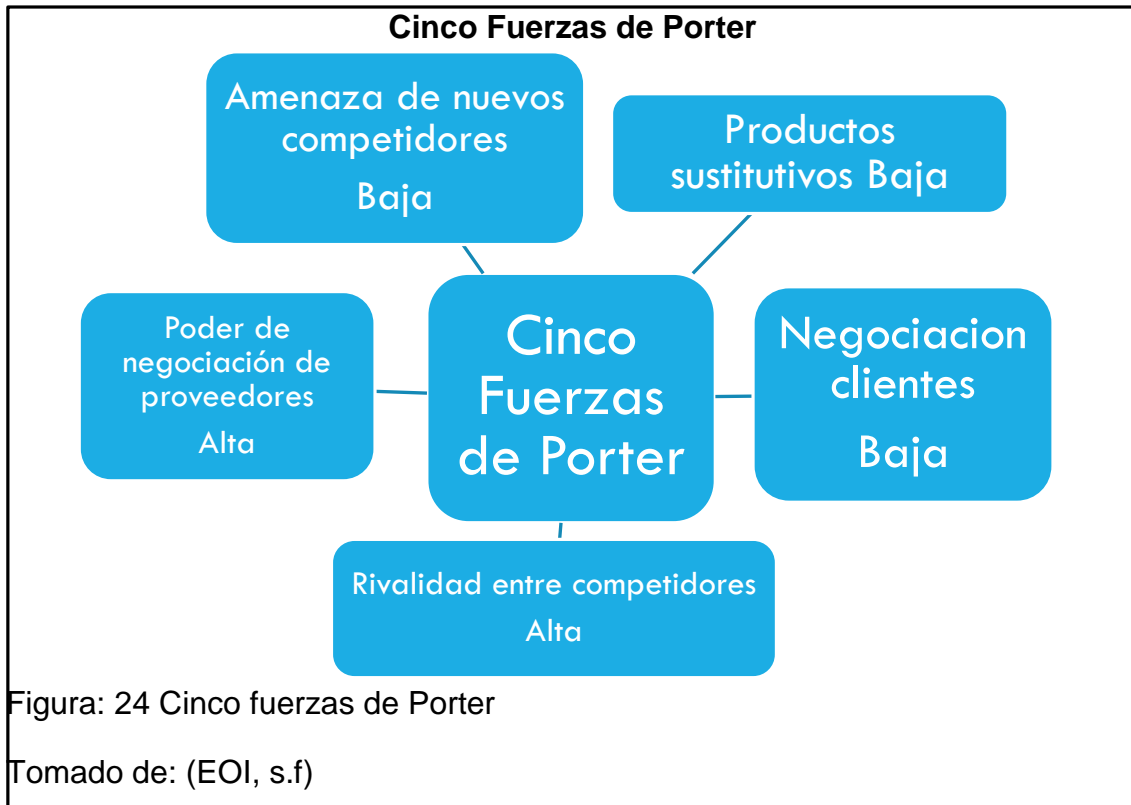 Cinco Fuerzas de Porter
Amenaza de nuevos
competidores
Baja
Productos
sustitutivos Baja
Poder de
negociación de
proveedores
Alta
Cinco
Fuerzas
de Porter
Negociacion
clientes
Baja
Rivalidad entre competidores
Alta
Figura: 24 Cinco fuerzas de Porter
Tomado de: (EOI, s.f)